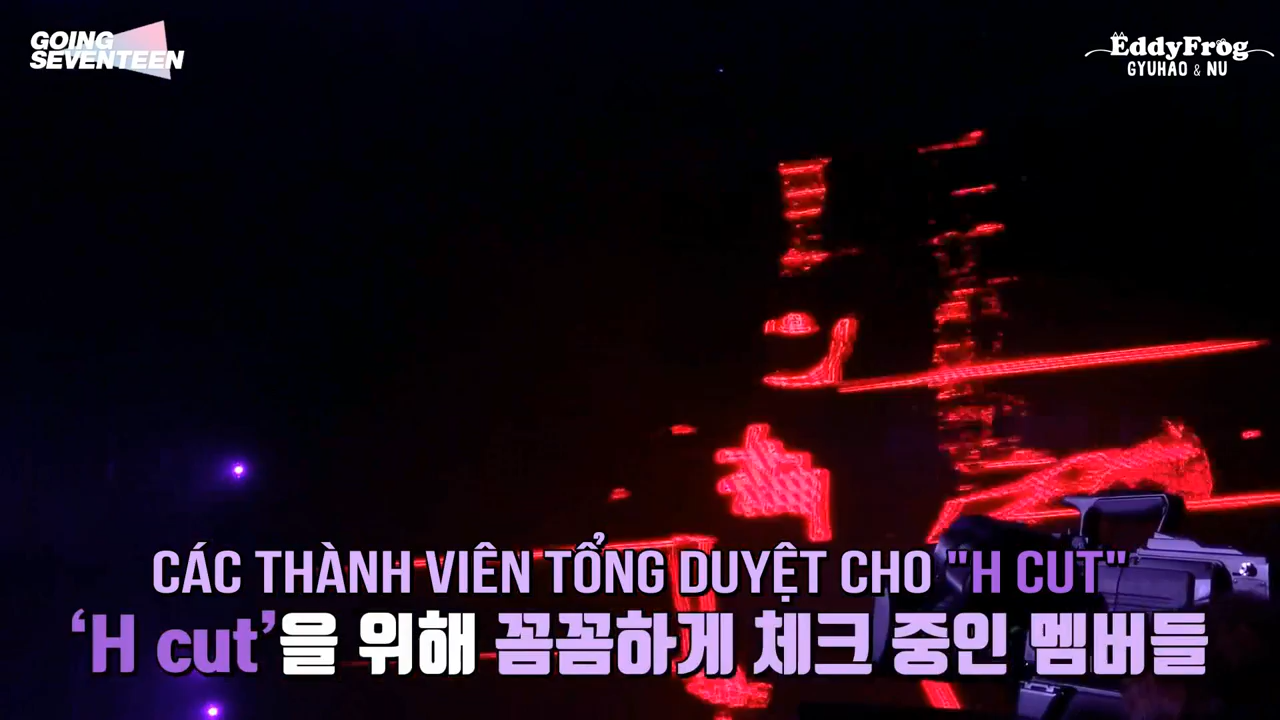 GOING
SEVENTEEN
EddyFrog
GYUHAO & NU
CÁC THÀNH VIÊN TỔNG DUYỆT CHO "H CUT"
‘H cut’을 위해 꼼꼼하게 체크 중인 멤버들